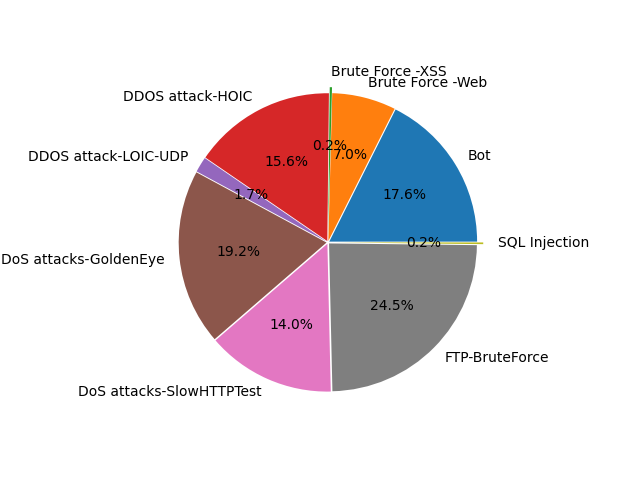 Brute Force -XSS
Brute Force -Web
DDOS attack-HOIC
Bot
DDOS attack-LOIC-UDP
0.2%
7.0%
15.6%
1.7%
17.6%
DoS attacks-GoldenEye
19.2%
0.2%
SQL Injection
24.5%
14.0%
FTP-BruteForce
DoS attacks-SlowHTTPTest